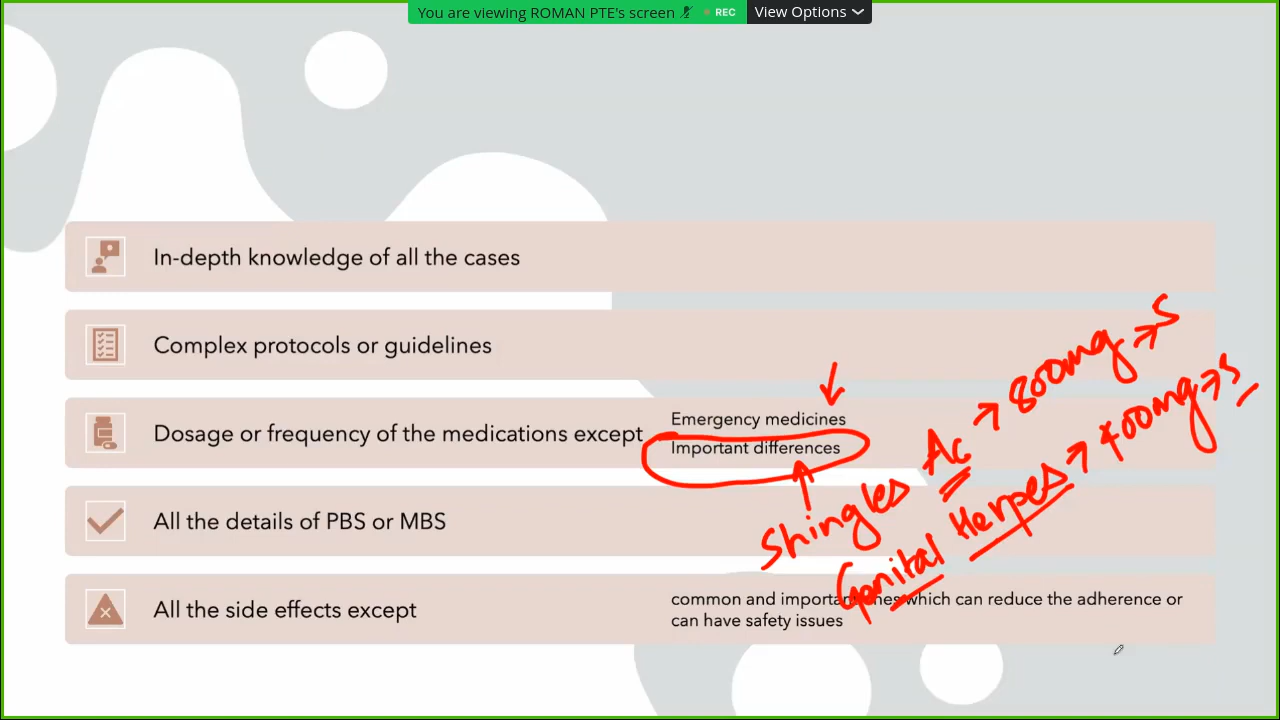 You are viewing ROMAN PTE's screen REC View Options
In-depth knowledge of all the cases
Complex protocols or guidelines
Dosage or frequency of the medications except
Emergency medicines
Important differences
All the details of PBS or MBS
All the side effects except
common and important ones which can reduce the adherence or
can have safety issues
Shingles Ac → 800mg → 5
Genital Herpes → 400mg → 5